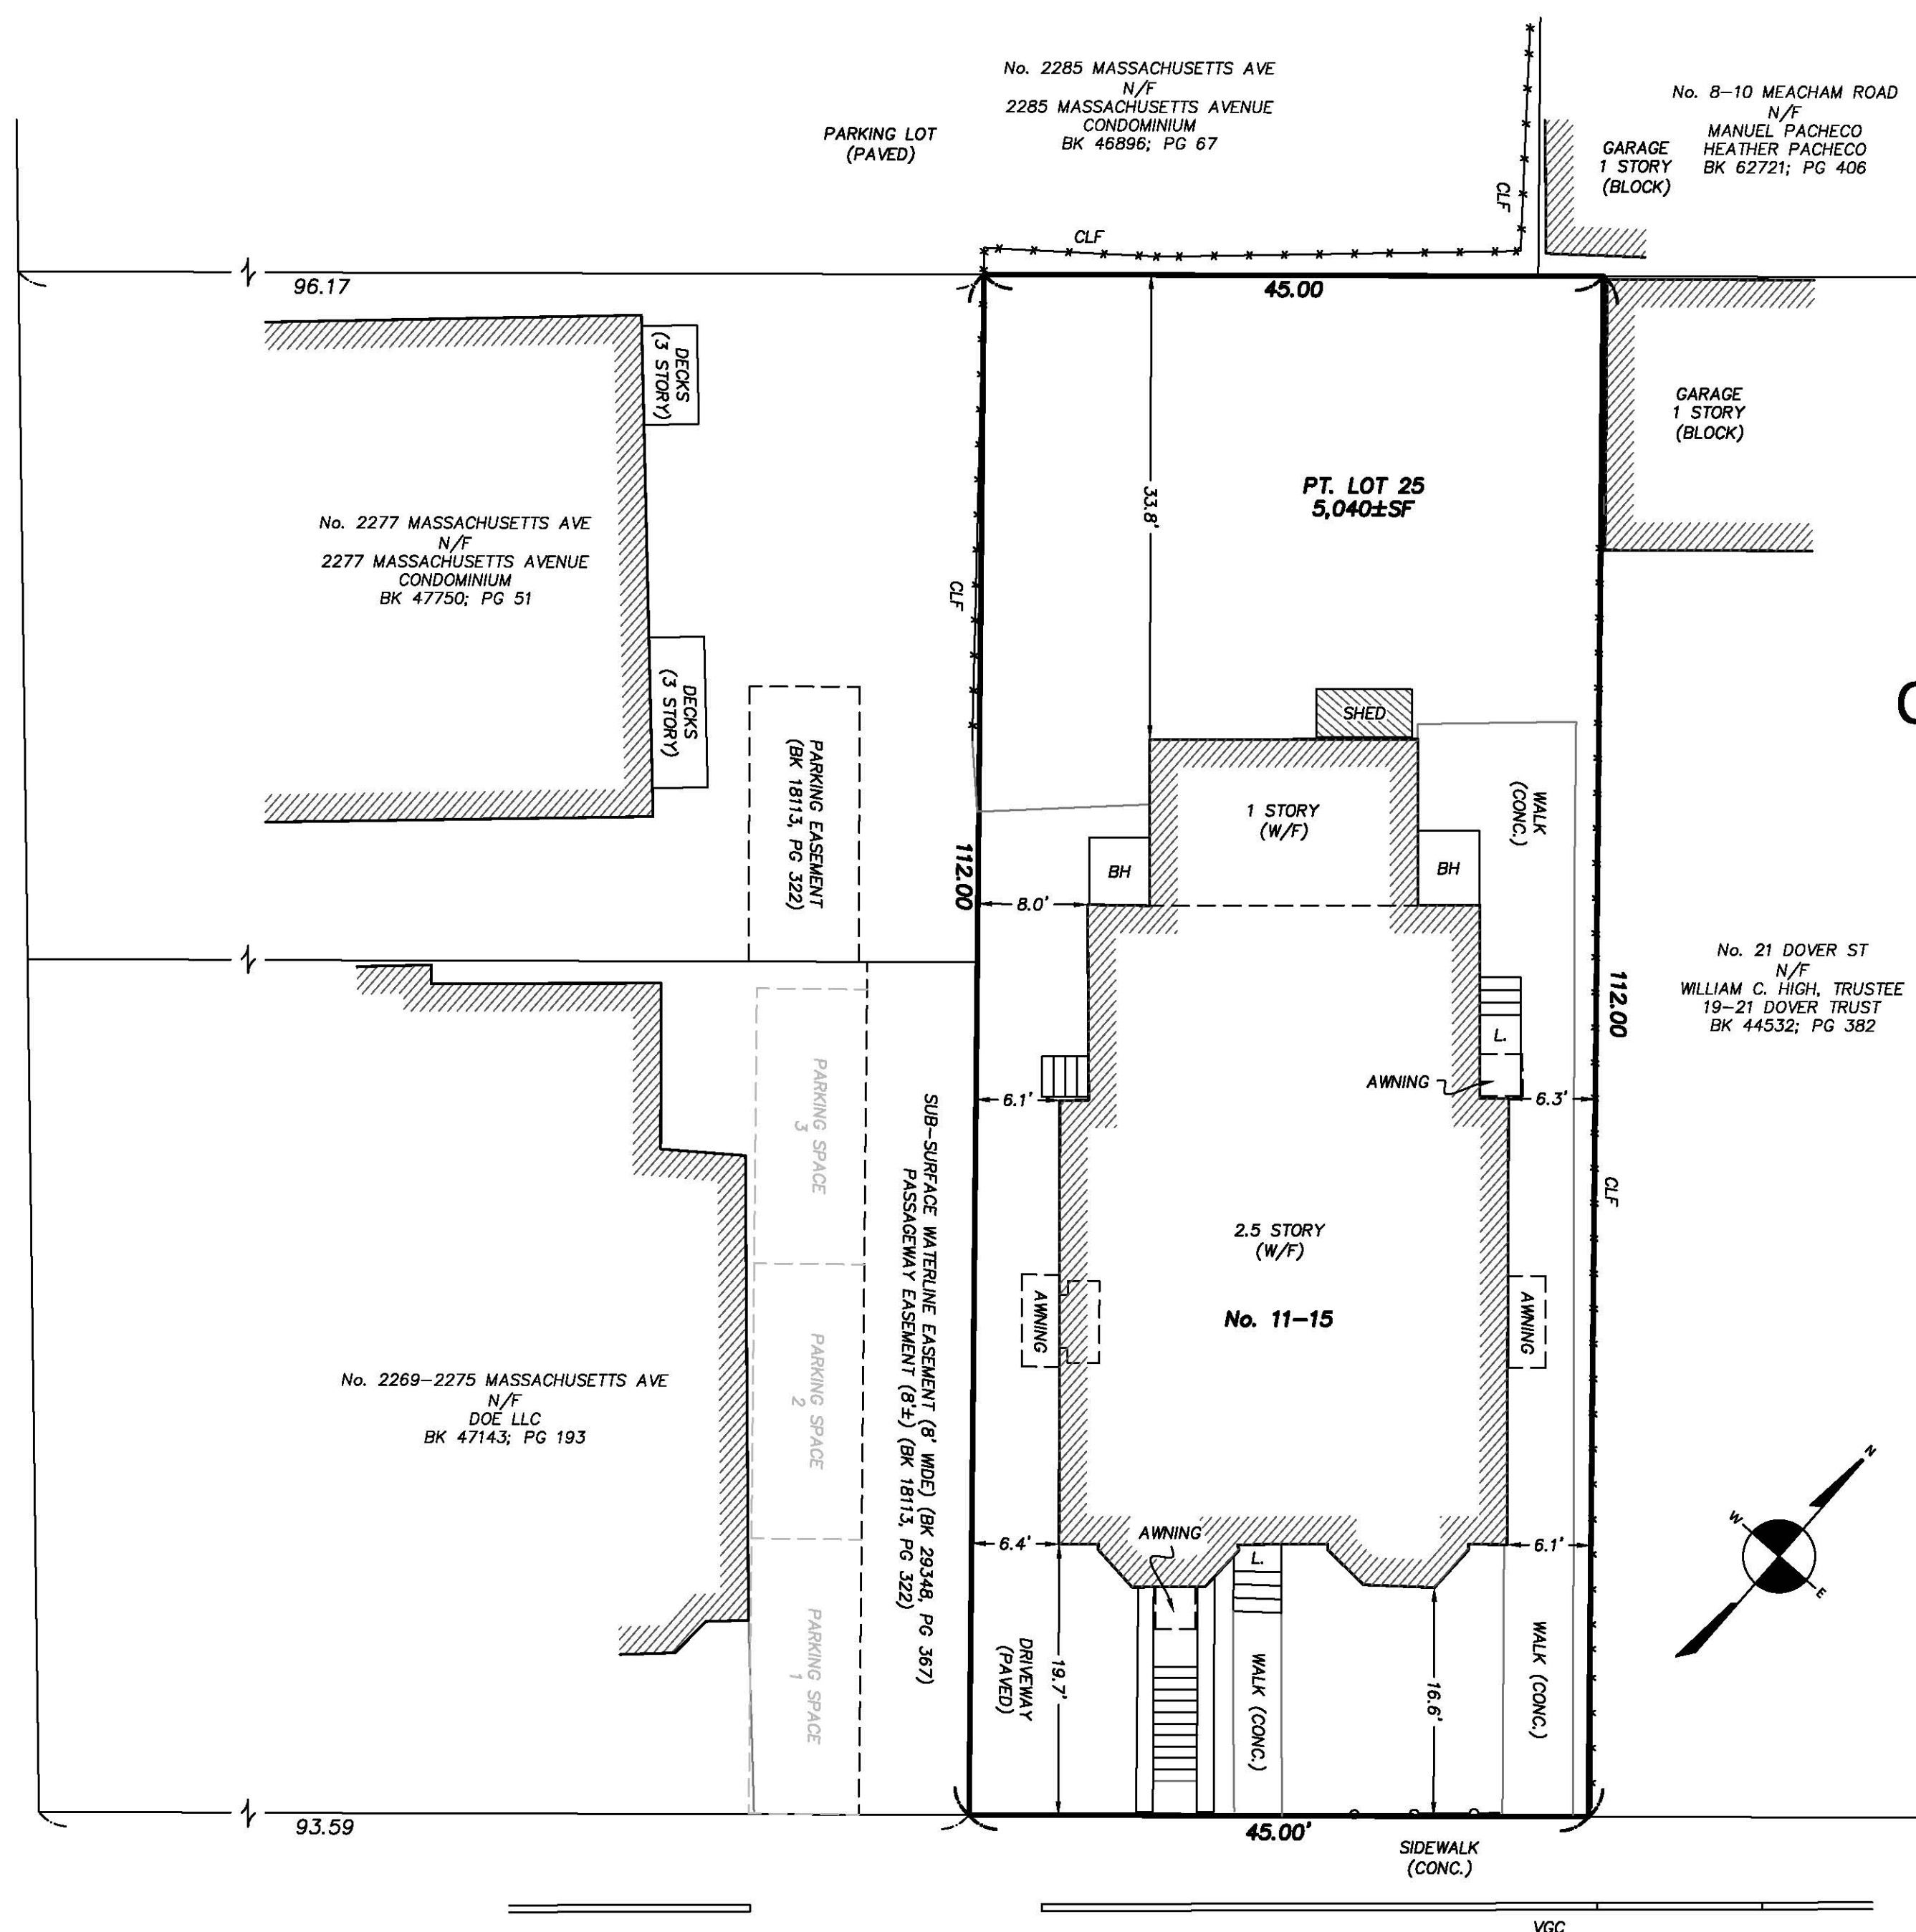 No. 2285 MASSACHUSETTS AVE
N/F
2285 MASSACHUSETTS AVENUE
CONDOMINIUM
BK 46896; PG 67
PARKING LOT
(PAVED)
No. 8-10 MEACHAM ROAD
N/F
MANUEL PACHECO
HEATHER PACHECO
BK 62721; PG 406
GARAGE
1 STORY
(BLOCK)
CLF
CLF
96.17
45.00
DECKS
(3 STORY)
GARAGE
1 STORY
(BLOCK)
PT. LOT 25
5,040±SF
33.8'
No. 2277 MASSACHUSETTS AVE
N/F
2277 MASSACHUSETTS AVENUE
CONDOMINIUM
BK 47750; PG 51
CLF
DECKS
(3 STORY)
SHED
PARKING EASEMENT
(BK 18113, PG 322)
1 STORY
(W/F)
WALK
(CONC.)
112.00
BH
BH
8.0'
No. 21 DOVER ST
N/F
WILLIAM C. HIGH, TRUSTEE
19-21 DOVER TRUST
BK 44532; PG 382
112.00
L.
AWNING
6.1'
6.3'
PARKING SPACE
3
SUB-SURFACE WATERLINE EASEMENT (8' WIDE) (BK 29348, PG 367)
PASSAGEWAY EASEMENT (8'±) (BK 18113, PG 322)
CLF
2.5 STORY
(W/F)
AWNING
No. 11-15
AWNING
PARKING SPACE
2
No. 2269-2275 MASSACHUSETTS AVE
N/F
DOE LLC
BK 47143; PG 193
N
W
E
AWNING
6.4'
L.
6.1'
PARKING SPACE
1
DRIVEWAY
(PAVED)
19.7'
WALK (CONC.)
16.6'
WALK (CONC.)
93.59
45.00'
SIDEWALK
(CONC.)
VGC